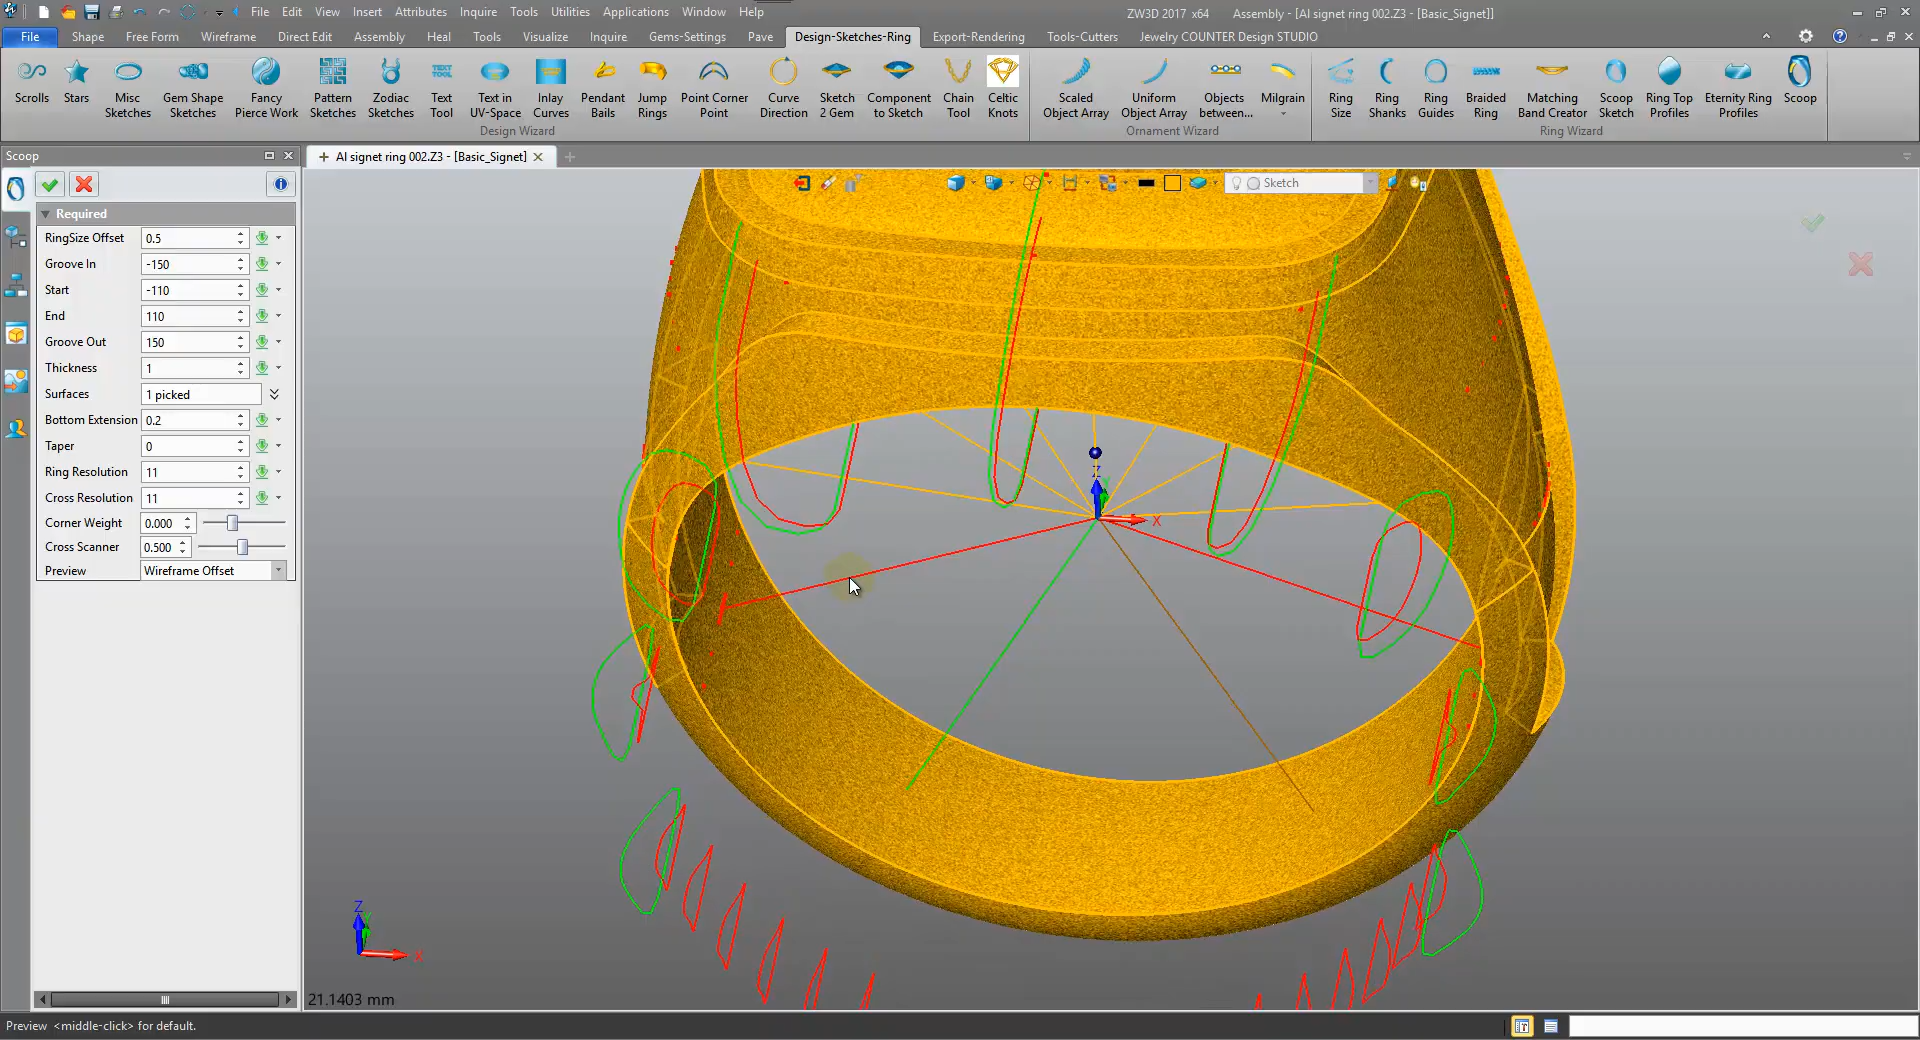 File Edit View Insert Attributes Inquire Tools Utilities Applications Window Help ZW3D 2017 x64 Assembly - [AI signet ring 002.Z3 - [Basic_Signet]]
File Shape Free Form Wireframe Direct Edit Assembly Heal Tools Visualize Inquire Gems-Settings Pave Design-Sketches-Ring Export-Rendering Tools-Cutters Jewelry COUNTER Design STUDIO
Scrolls Stars Misc Sketches Gem Shape Sketches Fancy Pierce Work Pattern Sketches Zodiac Sketches TEXT TOOL Text Tool Text in UV-Space Inlay Curves Pendant Bails Jump Rings Point Corner Point Curve Direction Sketch 2 Gem Component to Sketch Chain Tool Celtic Knots Scaled Object Array Uniform Object Array Objects between... Milgrain Ring Size Ring Shanks Ring Guides Braided Ring Matching Band Creator Scoop Sketch Ring Top Profiles Eternity Ring Profiles Scoop
Design Wizard Ornament Wizard Ring Wizard
Scoop AI signet ring 002.Z3 - [Basic_Signet]
Sketch
Required
RingSize Offset 0.5
Groove In -150
Start -110
End 110
Groove Out 150
Thickness 1
Surfaces 1 picked
Bottom Extension 0.2
Taper 0
Ring Resolution 11
Cross Resolution 11
Corner Weight 0.000
Cross Scanner 0.500
Preview Wireframe Offset
Z
X
Z
Y
X
21.1403 mm
Preview <middle-click> for default.